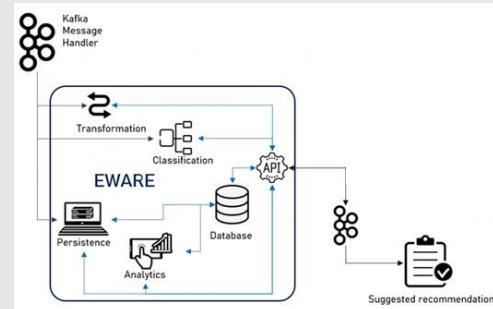 Kafka
Message
Handler
Transformation
Classification
EWARE
API
Persistence
Database
Analytics
Suggested recommendation